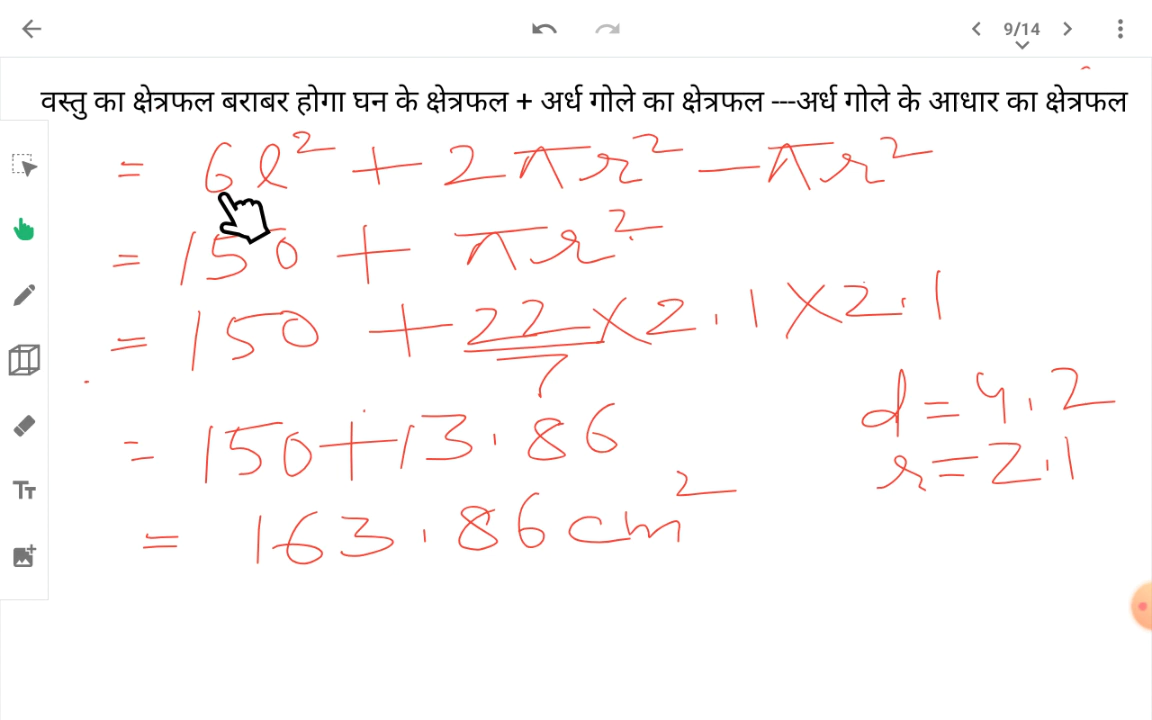 9/14
वस्तु का क्षेत्रफल बराबर होगा घन के क्षेत्रफल + अर्ध गोले का क्षेत्रफल ---अर्ध गोले के आधार का क्षेत्रफल
= 6l² + 2πr² - πr²
= 150 + πr²
= 150 + 22/7 × 2.1 × 2.1
= 150 + 13.86
= 163.86 cm²
d = 4.2
r = 2.1
Tт